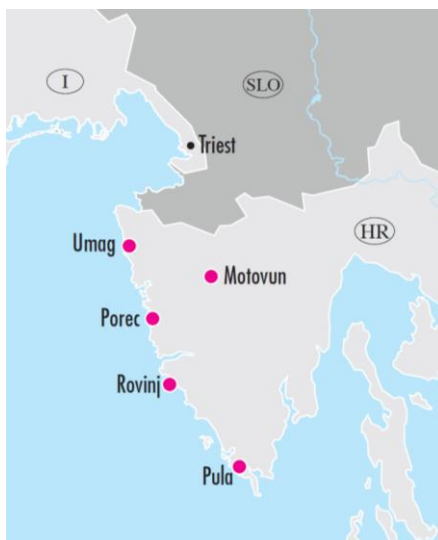 I
SLO
Triest
Umag
HR
Motovun
Porec
Rovinj
Pula